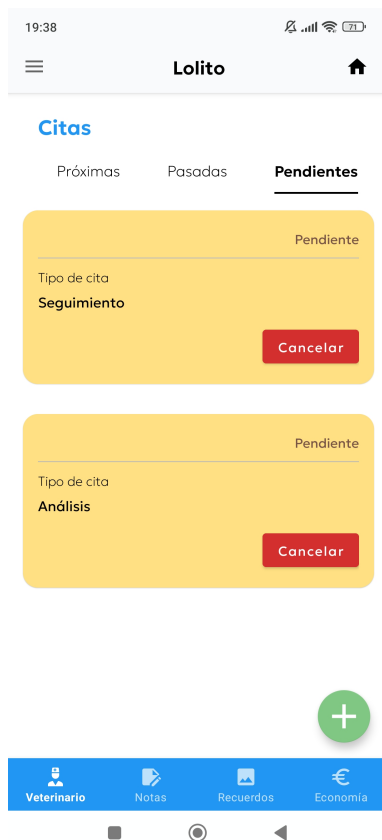 19:38
71
Lolito
Citas
Próximas Pasadas Pendientes
Pendiente
Tipo de cita
Seguimiento
Cancelar
Pendiente
Tipo de cita
Análisis
Cancelar
Veterinario Notas Recuerdos Economía